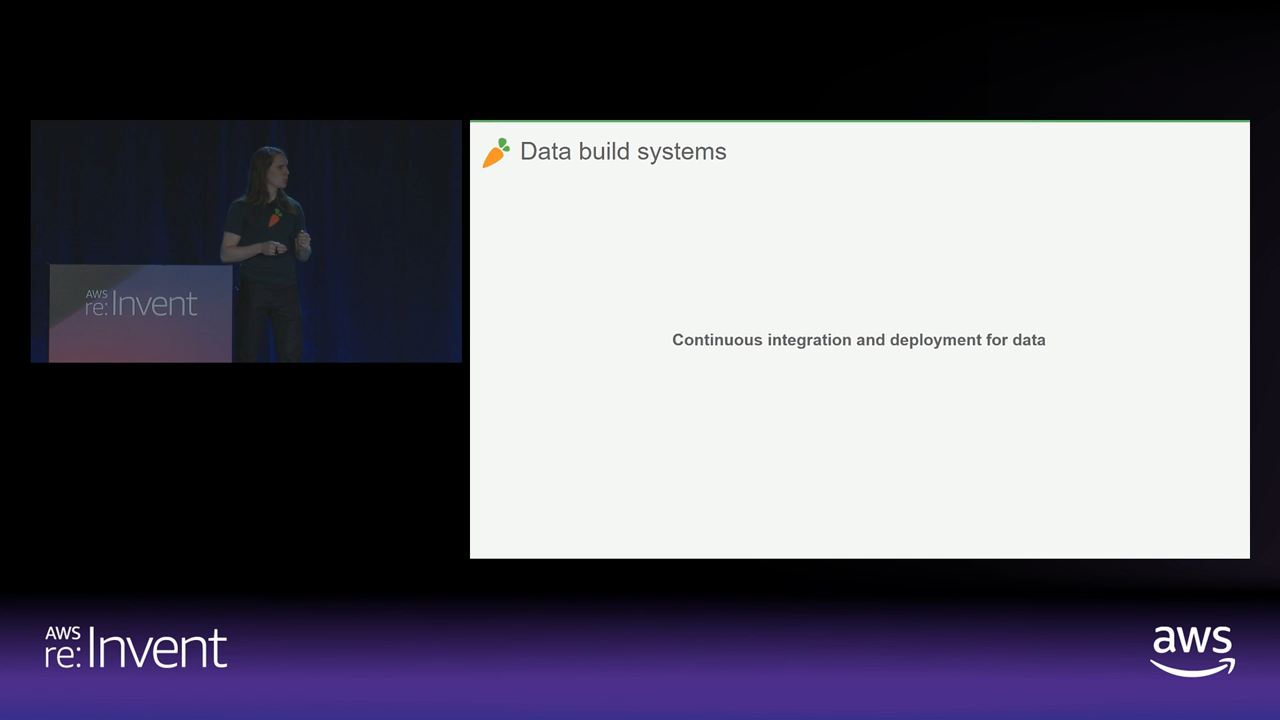 Data build systems
Continuous integration and deployment for data
AWS
re:Invent
AWS
re:Invent
aws